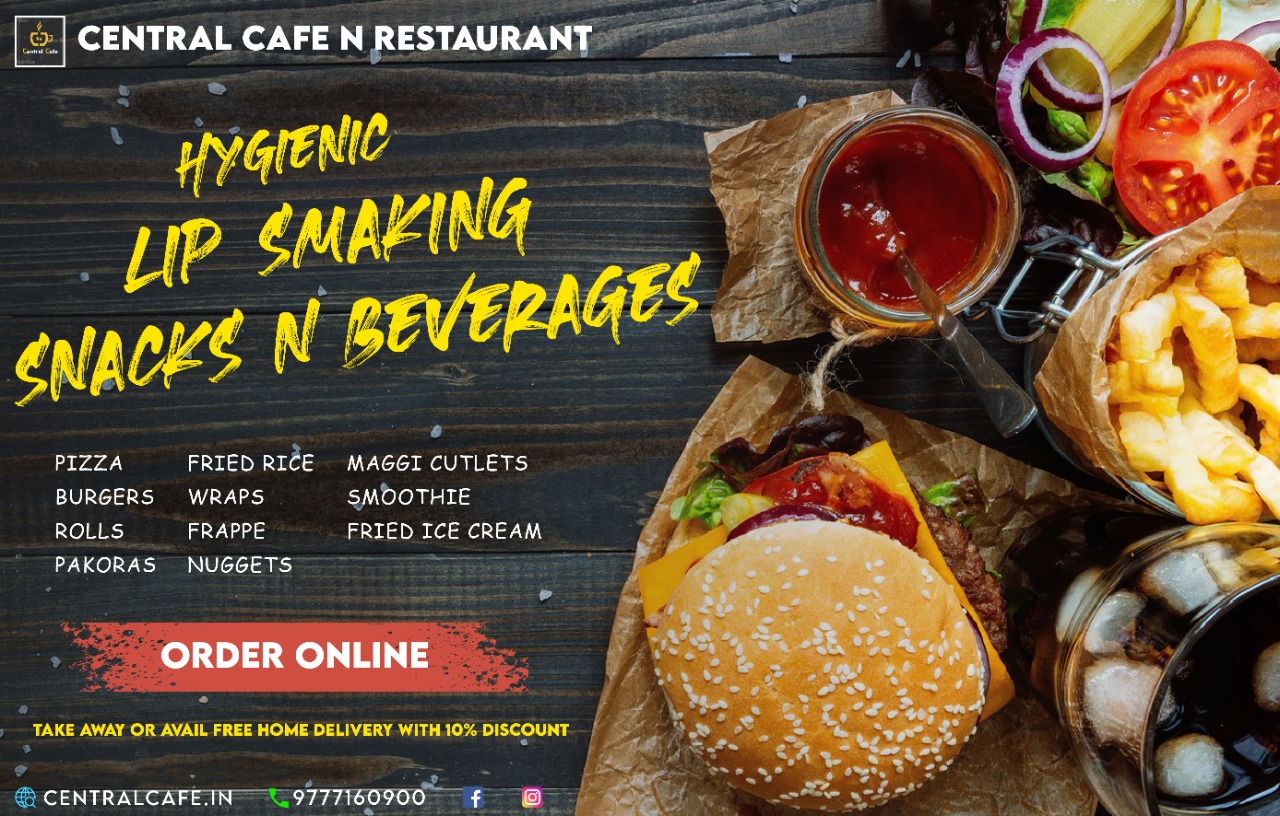 Central Cafe
CENTRAL CAFE N RESTAURANT
HYGIENIC
LIP SMAKING
SNACKS N BEVERAGES
PIZZA FRIED RICE MAGGI CUTLETS
BURGERS WRAPS SMOOTHIE
ROLLS FRAPPE FRIED ICE CREAM
PAKORAS NUGGETS
ORDER ONLINE
TAKE AWAY OR AVAIL FREE HOME DELIVERY WITH 10% DISCOUNT
CENTRALCAFE.IN 9777160900